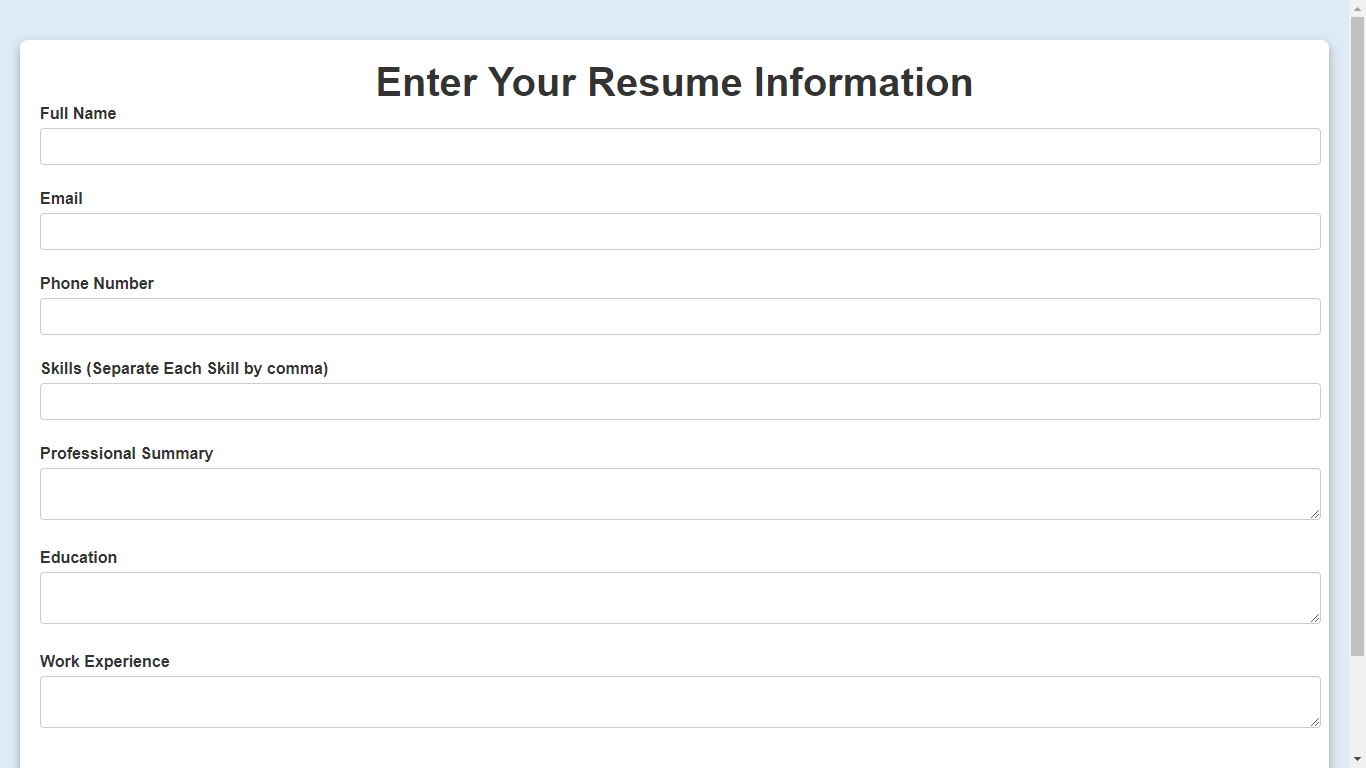 Enter Your Resume Information
Full Name
Email
Phone Number
Skills (Separate Each Skill by comma)
Professional Summary
Education
Work Experience